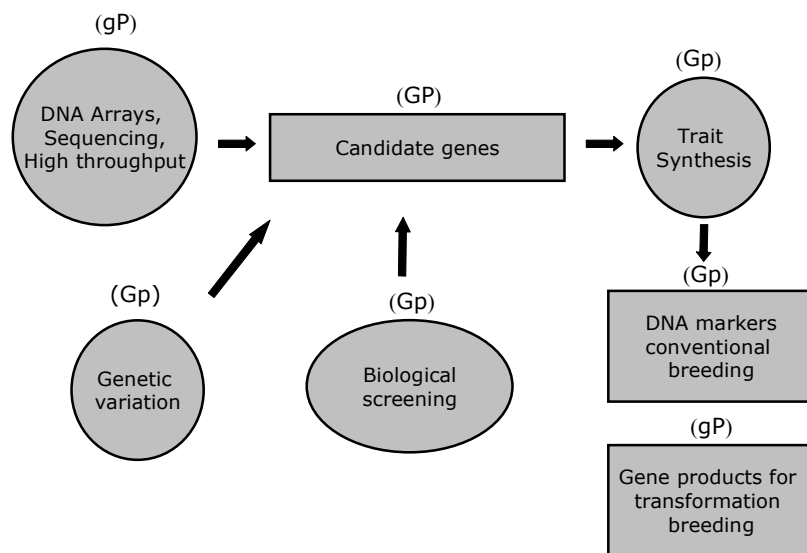 (gP)
DNA Arrays,
Sequencing,
High throughput
(GP)
Candidate genes
(Gp)
Trait
Synthesis
(Gp)
Genetic
variation
(Gp)
Biological
screening
(Gp)
DNA markers
conventional
breeding
(gP)
Gene products for
transformation
breeding